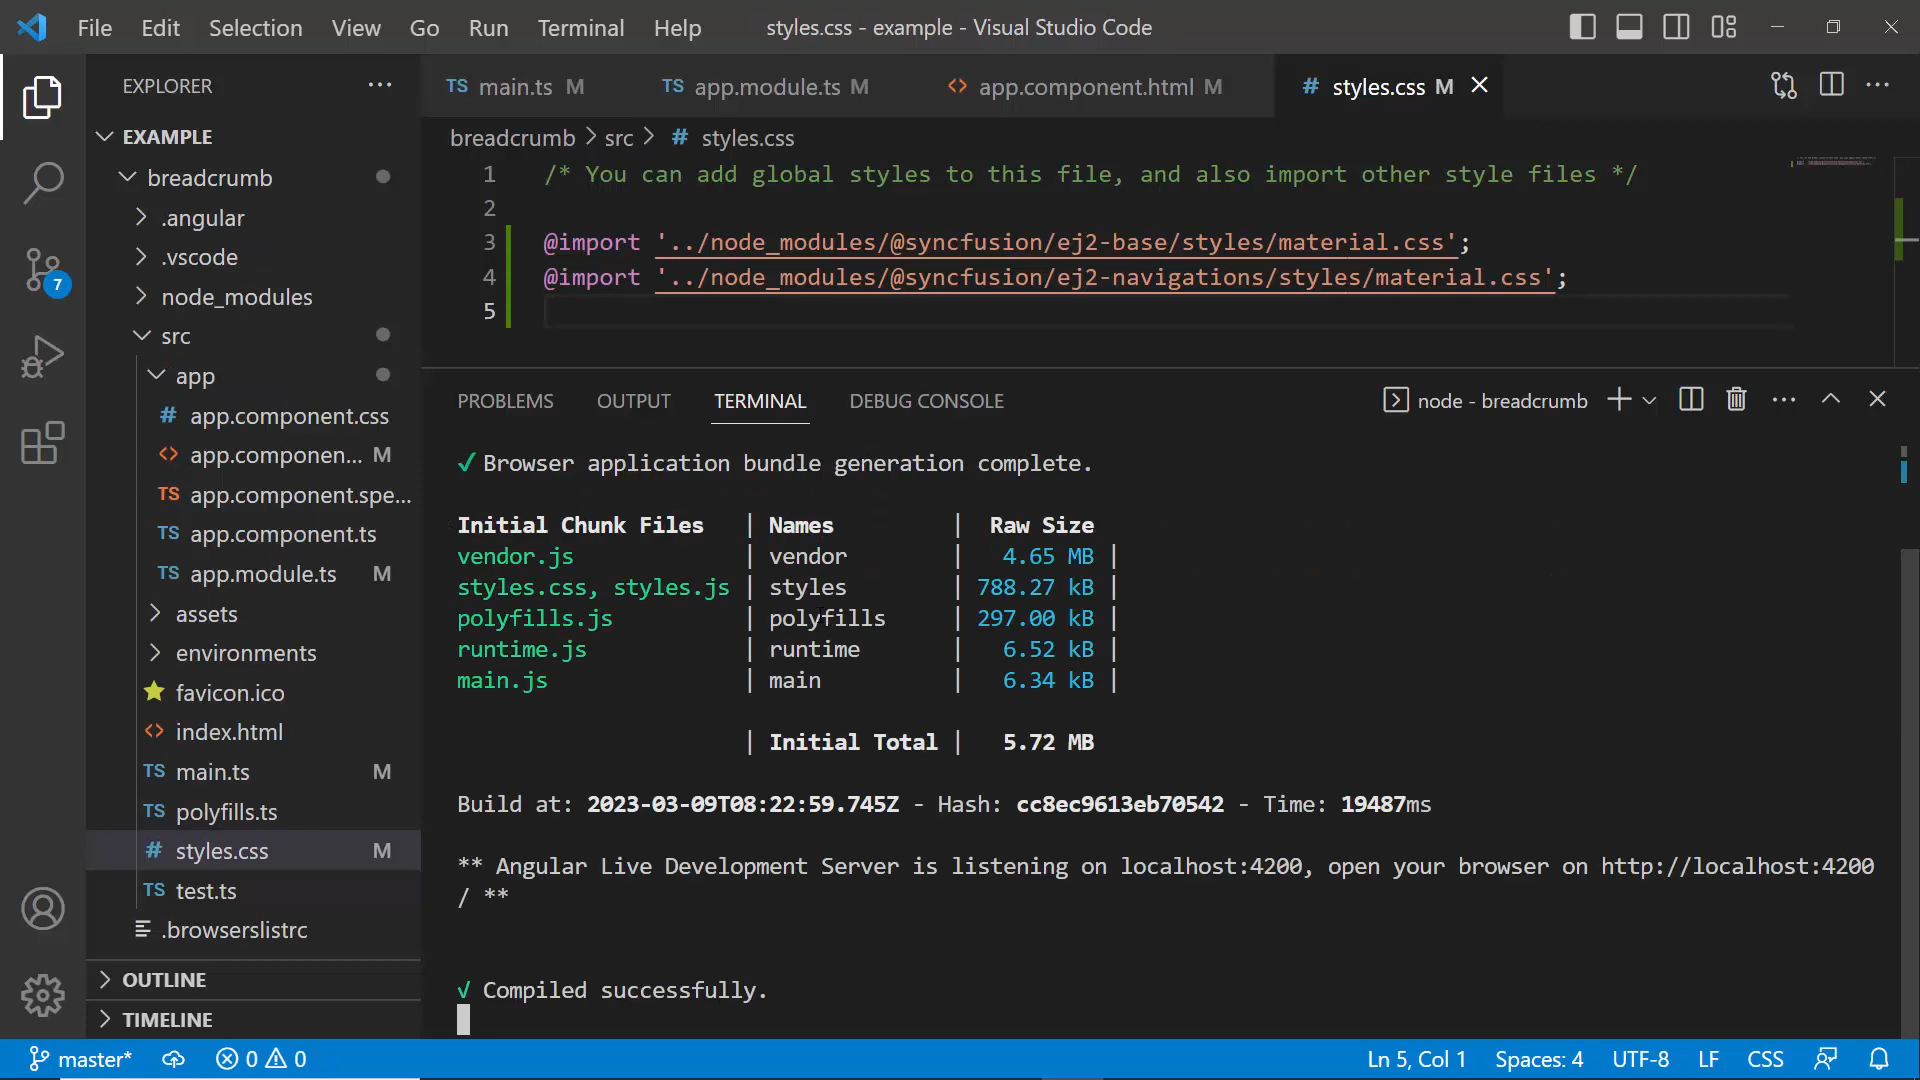 File Edit Selection View Go Run Terminal Help styles.css - example - Visual Studio Code
EXPLORER
EXAMPLE
breadcrumb
.angular
.vscode
node_modules
src
app
# app.component.css
<> app.componen... M
TS app.component.spe...
TS app.component.ts
TS app.module.ts M
assets
environments
favicon.ico
<> index.html
TS main.ts M
TS polyfills.ts
# styles.css M
TS test.ts
.browserslistrc
OUTLINE
TIMELINE
7
TS main.ts M TS app.module.ts M <> app.component.html M # styles.css M
breadcrumb > src > # styles.css
1 /* You can add global styles to this file, and also import other style files */
2
3 @import '../node_modules/@syncfusion/ej2-base/styles/material.css';
4 @import '../node_modules/@syncfusion/ej2-navigations/styles/material.css';
5
PROBLEMS OUTPUT TERMINAL DEBUG CONSOLE node - breadcrumb
√ Browser application bundle generation complete.
Initial Chunk Files | Names | Raw Size
vendor.js | vendor | 4.65 MB |
styles.css, styles.js | styles | 788.27 kB |
polyfills.js | polyfills | 297.00 kB |
runtime.js | runtime | 6.52 kB |
main.js | main | 6.34 kB |
| Initial Total | 5.72 MB
Build at: 2023-03-09T08:22:59.745Z - Hash: cc8ec9613eb70542 - Time: 19487ms
** Angular Live Development Server is listening on localhost:4200, open your browser on http://localhost:4200
/ **
√ Compiled successfully.
master* 0 0 Ln 5, Col 1 Spaces: 4 UTF-8 LF CSS